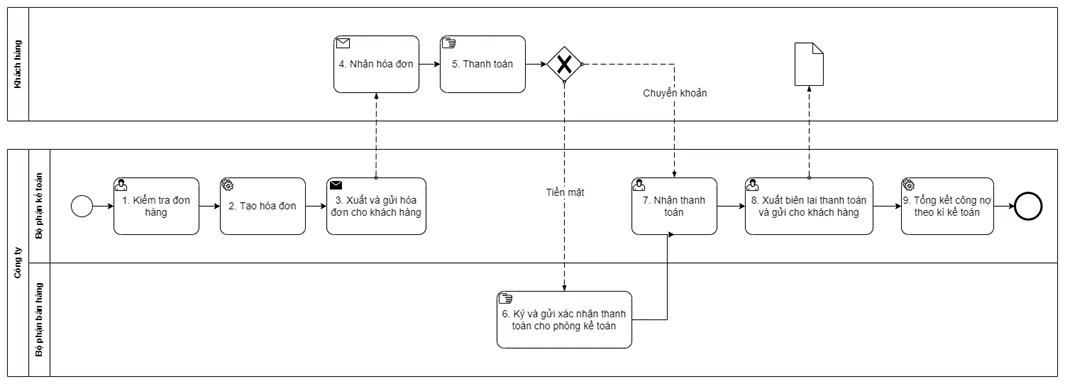 Khách hàng
4. Nhận hóa đơn
5. Thanh toán
Chuyển khoản
Tiền mặt
Công ty
Bộ phận kế toán
1. Kiểm tra đơn
hàng
2. Tạo hóa đơn
3. Xuất và gửi hóa
đơn cho khách hàng
7. Nhận thanh
toán
8. Xuất biên lai thanh toán
và gửi cho khách hàng
9. Tổng kết công nợ
theo kì kế toán
Bộ phận bán hàng
6. Ký và gửi xác nhận thanh
toán cho phòng kế toán